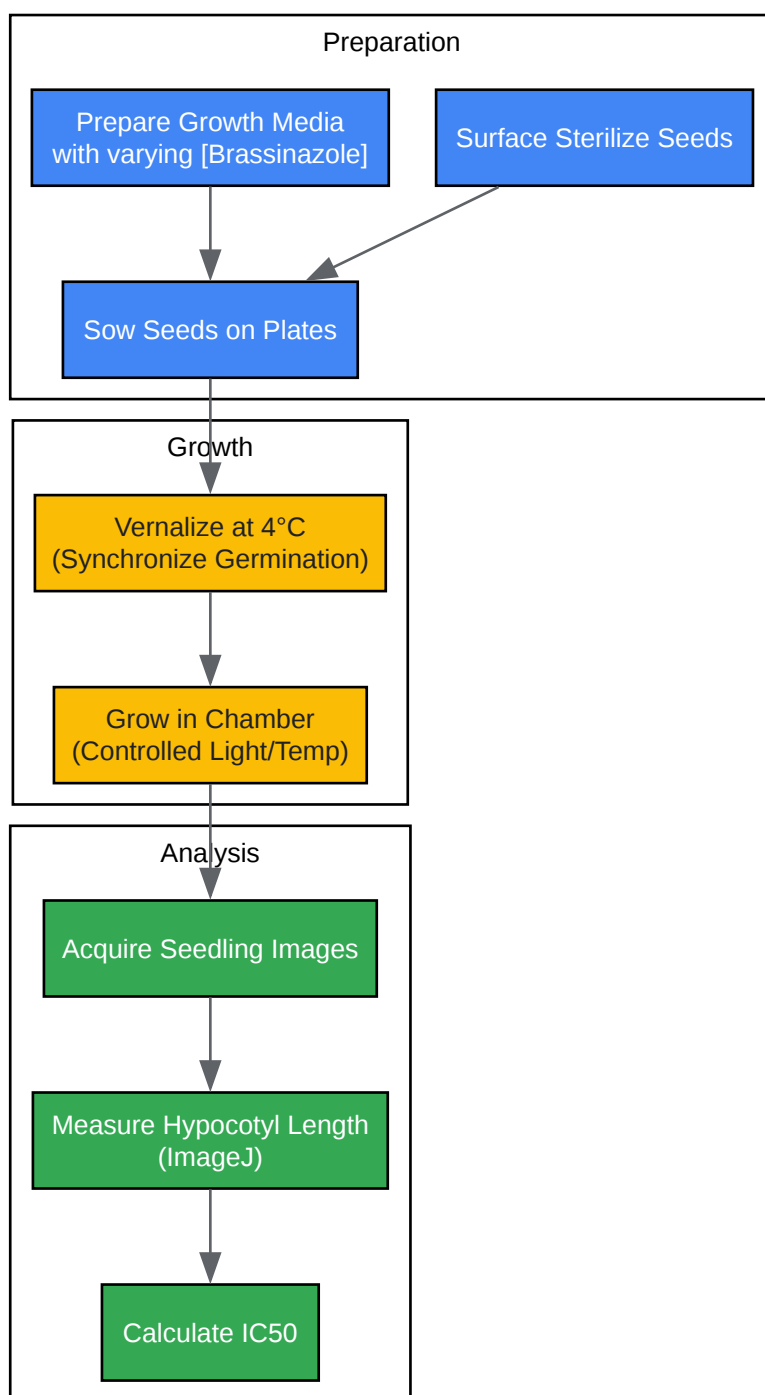 Preparation
Prepare Growth Media
with varying [Brassinazole]
Surface Sterilize Seeds
Sow Seeds on Plates
Growth
Vernalize at 4°C
(Synchronize Germination)
Grow in Chamber
(Controlled Light/Temp)
Analysis
Acquire Seedling Images
Measure Hypocotyl Length
(ImageJ)
Calculate IC50